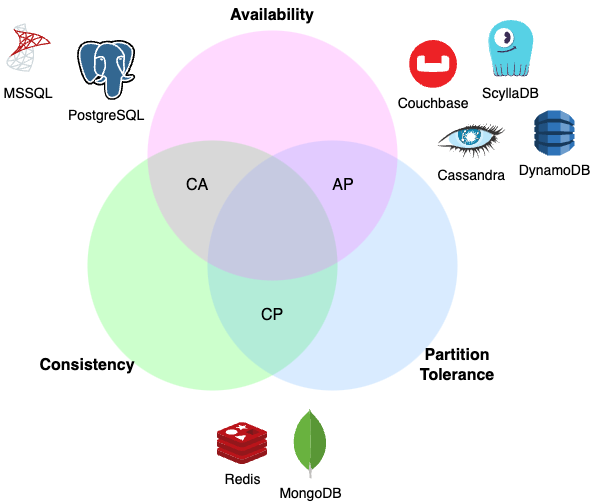 Availability
MSSQL
PostgreSQL
Couchbase
ScyllaDB
Cassandra
DynamoDB
CA
AP
CP
Consistency
Partition
Tolerance
Redis
MongoDB